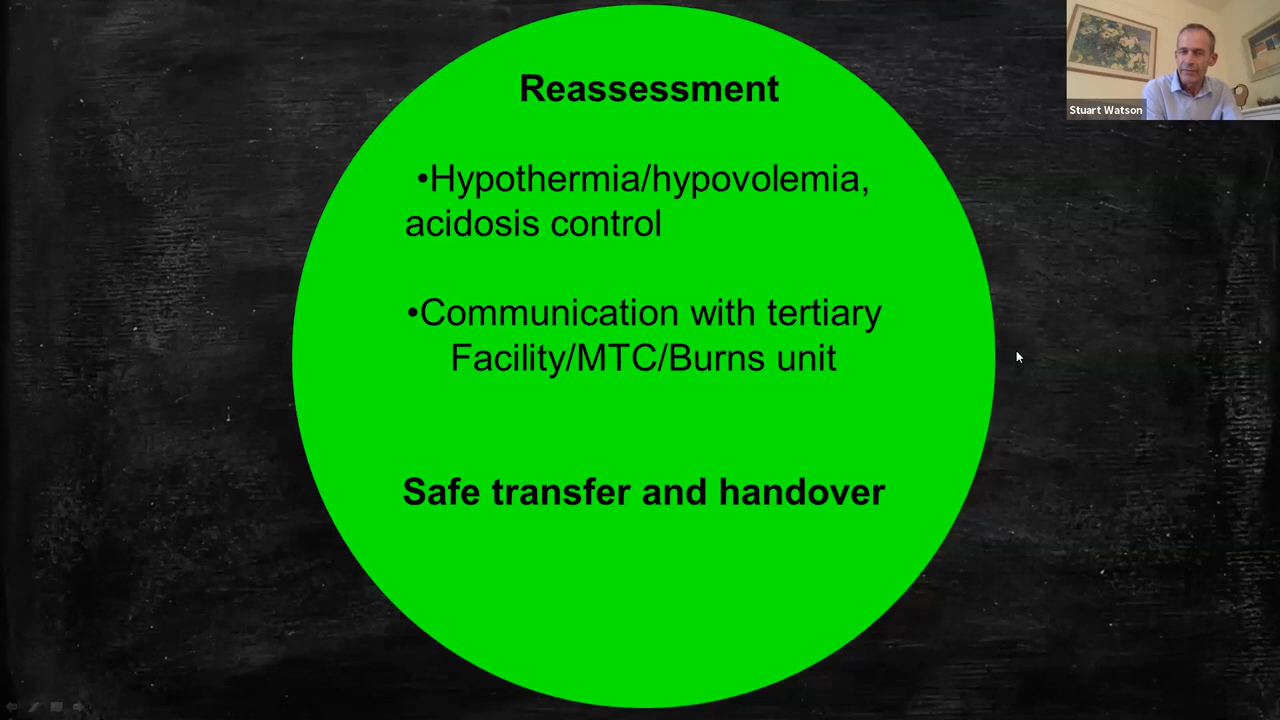 Reassessment
•Hypothermia/hypovolemia,
acidosis control
•Communication with tertiary
Facility/MTC/Burns unit
Safe transfer and handover
Stuart Watson